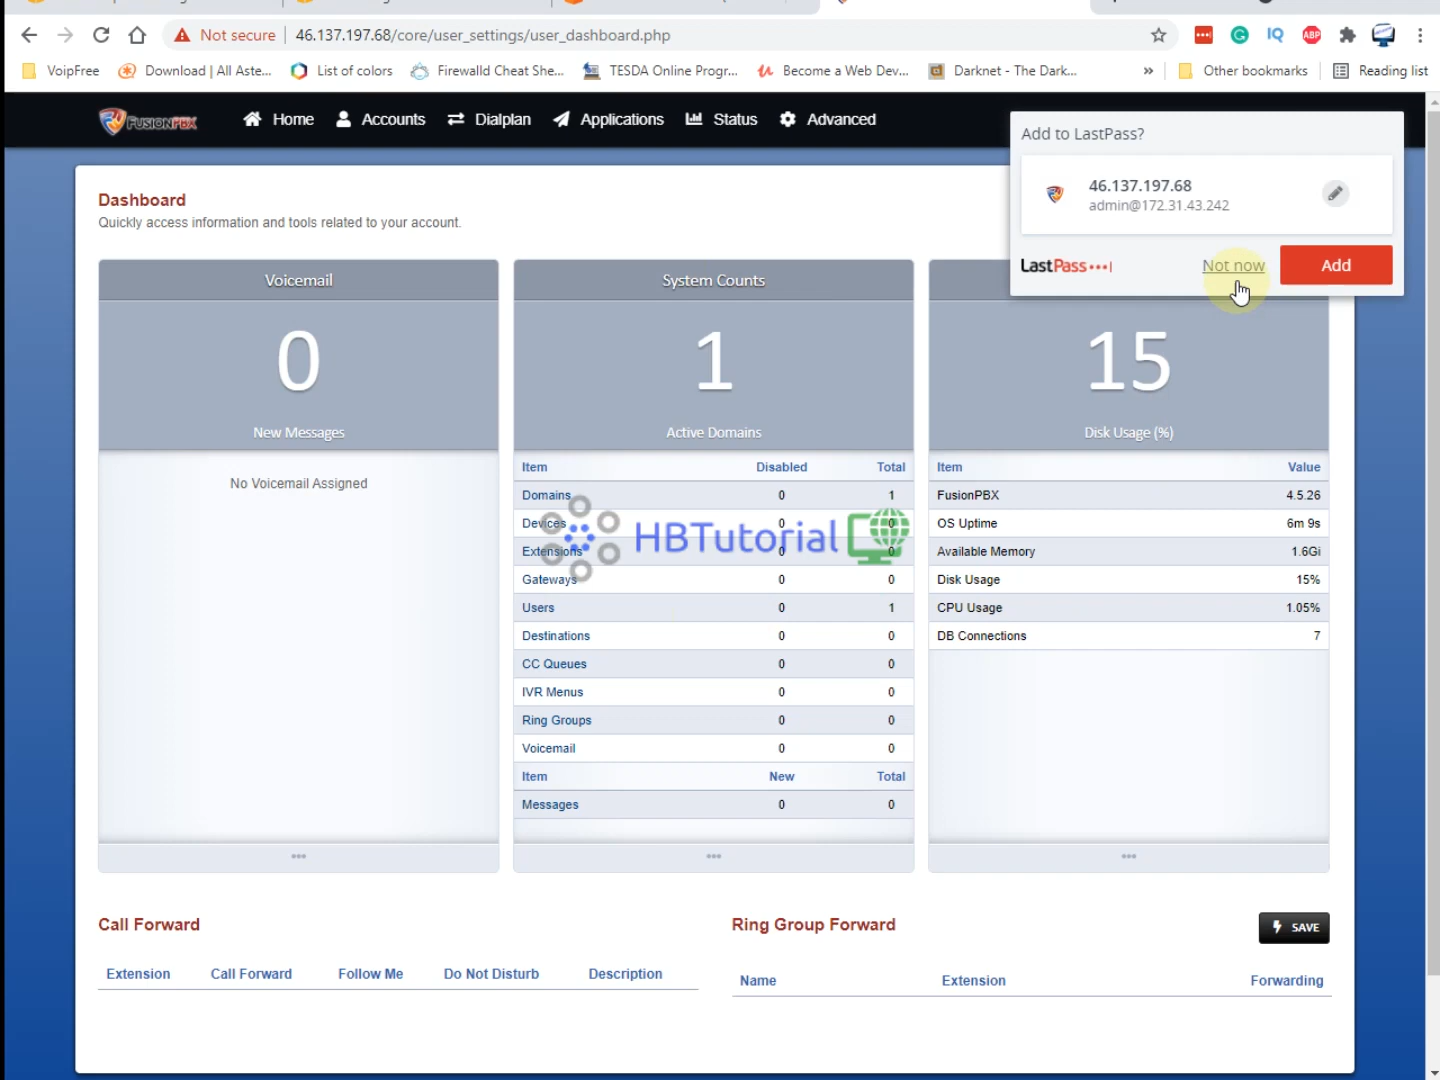 Not secure
46.137.197.68/core/user_settings/user_dashboard.php
IQ
ABP
VoipFree
Download | All Aste...
List of colors
Firewalld Cheat She...
TESDA Online Progr...
Become a Web Dev...
Darknet - The Dark...
»
Other bookmarks
Reading list
FUSIONPBX
Home
Accounts
Dialplan
Applications
Status
Advanced
Add to LastPass?
46.137.197.68
admin@172.31.43.242
LastPass
Not now
Add
Dashboard
Quickly access information and tools related to your account.
Voicemail
0
New Messages
No Voicemail Assigned
System Counts
1
Active Domains
Item Disabled Total
Domains 0 1
Devices 0 0
Extensions 0 0
Gateways 0 0
Users 0 1
Destinations 0 0
CC Queues 0 0
IVR Menus 0 0
Ring Groups 0 0
Voicemail 0 0
Item New Total
Messages 0 0
HBTutorial
15
Disk Usage (%)
Item Value
FusionPBX 4.5.26
OS Uptime 6m 9s
Available Memory 1.6Gi
Disk Usage 15%
CPU Usage 1.05%
DB Connections 7
Call Forward
Extension Call Forward Follow Me Do Not Disturb Description
Ring Group Forward
SAVE
Name Extension Forwarding